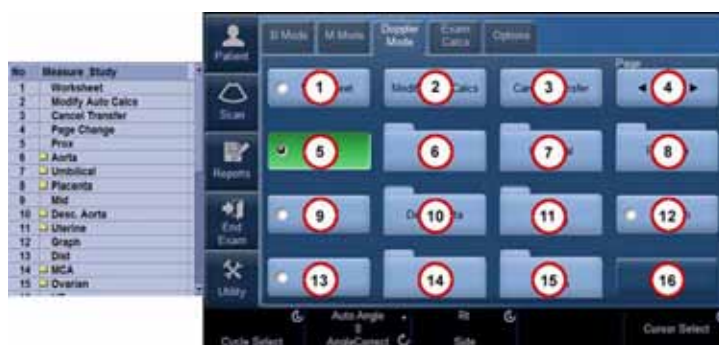 No Measure_Study
1 Worksheet
2 Modify Auto Calcs
3 Cancel Transfer
4 Page Change
5 Prox
6 Aorta
7 Umbilical
8 Placenta
9 Mid
10 Desc. Aorta
11 Uterine
12 Graph
13 Dist
14 MCA
15 Ovarian
Patient
Scan
Reports
End
Exam
Utility
B Mode
M Mode
Doppler
Mode
Exam
Calcs
Options
Page
1
2
3
4
5
6
7
8
9
10
11
12
13
14
15
16
Cycle Select
Auto Angle
AngleCorrect
Rt
Side
Cursor Select